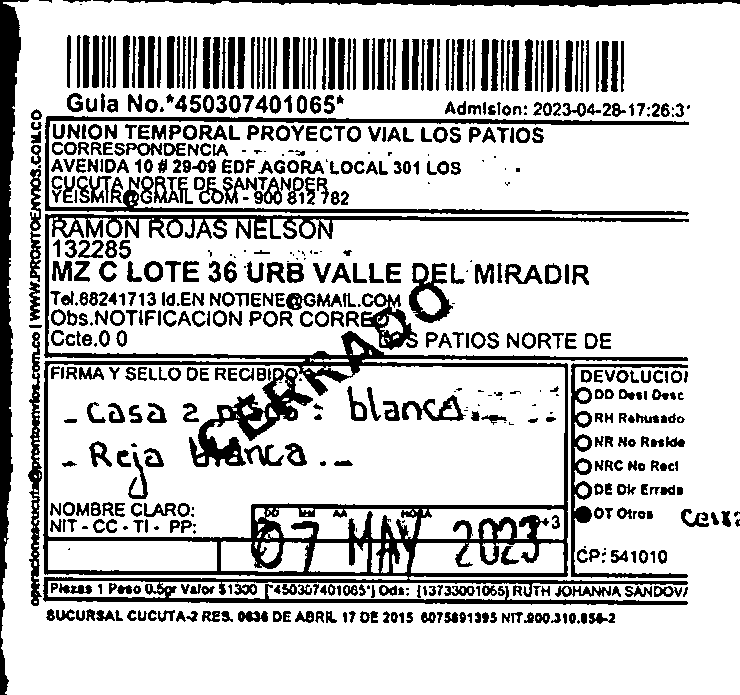 Guia No.*450307401065*
Admision: 2023-04-28-17:26:3
UNION TEMPORAL PROYECTO VIAL LOS PATIOS
CORRESPONDENCIA
AVENIDA 10 # 29-09 EDF AGORA LOCAL 301 LOS
CUCUTA NORTE DE SANTANDER
YEISMIR@GMAIL COM - 900 812 782
RAMON ROJAS NELSON
132285
MZ C LOTE 36 URB VALLE DEL MIRADIR
Tel.88241713 Id.EN NOTIENE@GMAIL.COM
Obs.NOTIFICACION POR CORREO
Ccte.0 0
LOS PATIOS NORTE DE
CERRADO
FIRMA Y SELLO DE RECIBIDO:
- Casa 2 pisos: blanca.
- Reja blanca.
NOMBRE CLARO:
NIT - CC - TI - PP:
DD MM AA HORA
07 MAY 2023
+3
DEVOLUCIO
DD Desi Desc
RH Rehusado
NR No Reside
NRC No Recl
DE Dir Errada
OT Otros
CP: 541010
Piezas 1 Peso 0.5gr Valor $1300 [*450307401065*] Ods: [13733001065] RUTH JOHANNA SANDOV
SUCURSAL CUCUTA-2 RES. 0636 DE ABRIL 17 DE 2015 6075891395 NIT.900.310.856-2
operacionescucuta@prontoenvios.com.co | WWW.PRONTOENVIOS.COM.CO